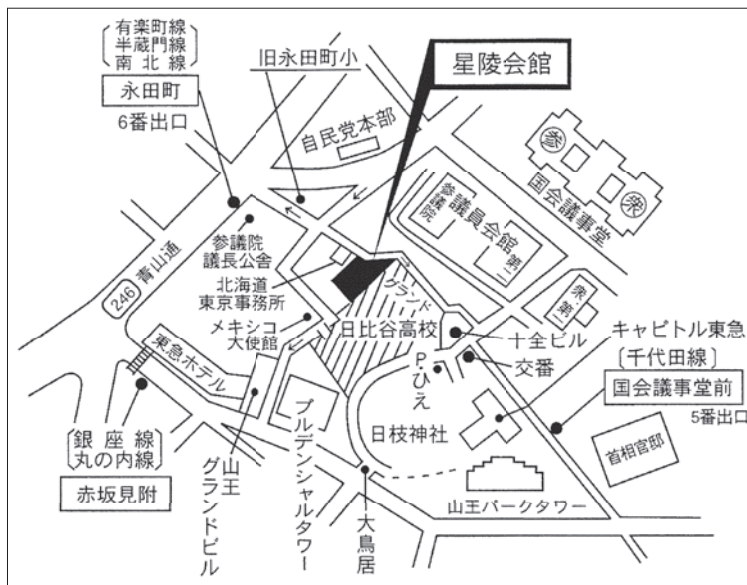 有楽町線
半蔵門線
南北線
永田町
6番出口
旧永田町小
星陵会館
自民党本部
参
衆
国会議事堂
参議院
参議員会館
第二
衆・第一
参議院
議長公舎
北海道
東京事務所
メキシコ
大使館
グランド
日比谷高校
十全ビル
交番
キャピトル東急
千代田線
国会議事堂前
5番出口
青山通
246
東急ホテル
P.ひえ
日枝神社
首相官邸
銀座線
丸の内線
赤坂見附
山王
グランドビル
プルデンシャルタワー
大鳥居
山王パークタワー